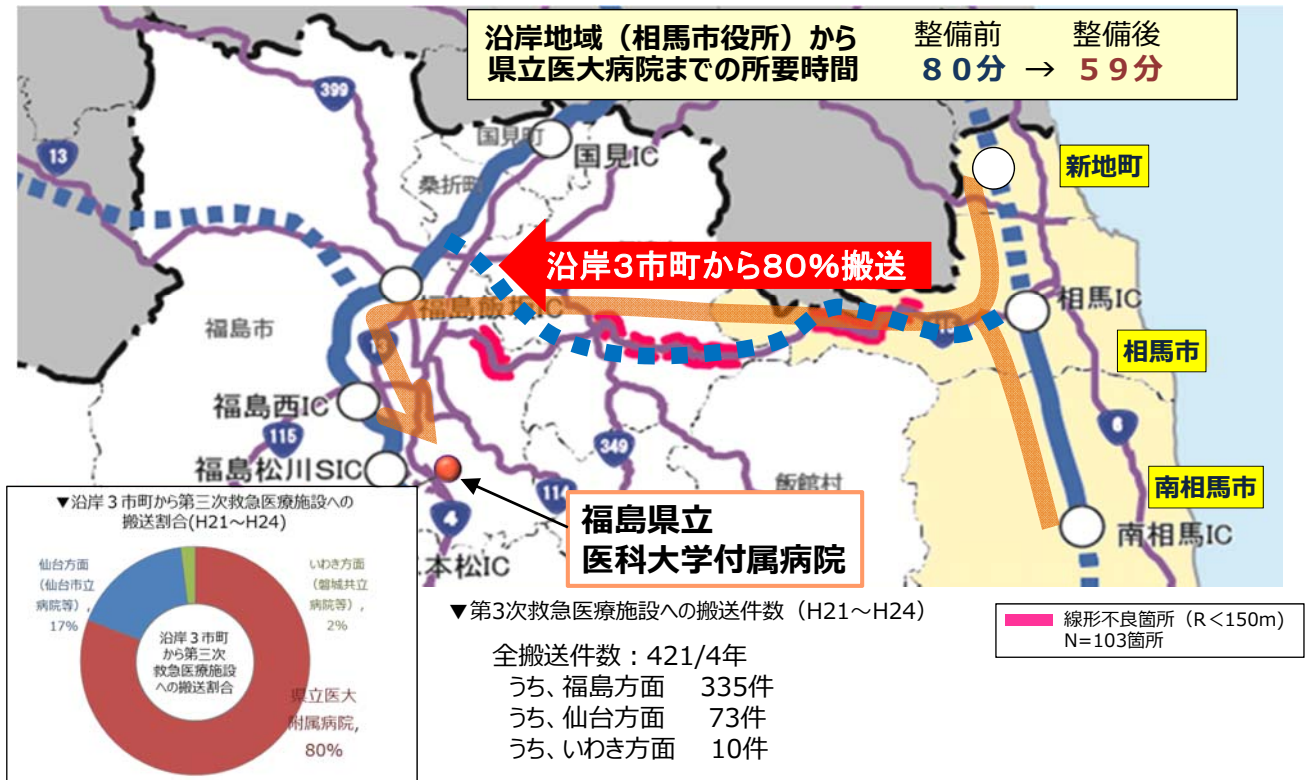 沿岸地域（相馬市役所）から
県立医大病院までの所要時間
整備前 整備後
８０分 → ５９分
399
13
国見町
国見IC
桑折町
新地町
沿岸3市町から80%搬送
福島飯坂IC
相馬IC
福島市
13
相馬市
福島西IC
115
349
6
福島松川SIC
飯館村
南相馬市
114
4
南相馬IC
本松IC
福島県立
医科大学付属病院
▼沿岸３市町から第三次救急医療施設への
搬送割合(H21～H24)
仙台方面
（仙台市立
病院等）,
17%
いわき方面
（磐城共立
病院等）,
2%
沿岸３市町
から第三次
救急医療施設
への搬送割合
県立医大
附属病院,
80%
▼第3次救急医療施設への搬送件数（H21～H24）
全搬送件数：421/4年
うち、福島方面 335件
うち、仙台方面 73件
うち、いわき方面 10件
線形不良箇所（R＜150m)
N=103箇所